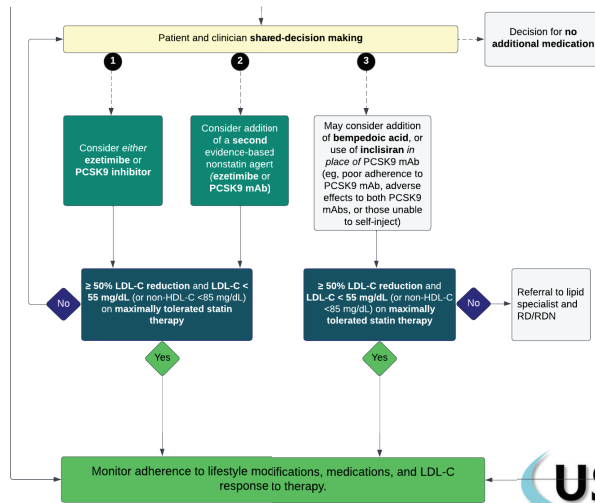 Patient and clinician shared-decision making
Decision for no
additional medication
1
2
3
Consider either
ezetimibe or
PCSK9 inhibitor
Consider addition
of a second
evidence-based
nonstatin agent
(ezetimibe or
PCSK9 mAb)
May consider addition
of bempedoic acid, or
use of inclisiran in
place of PCSK9 mAb
(eg, poor adherence to
PCSK9 mAb, adverse
effects to both PCSK9
mAbs, or those unable
to self-inject)
No
≥ 50% LDL-C reduction and LDL-C <
55 mg/dL (or non-HDL-C <85 mg/dL)
on maximally tolerated statin
therapy
≥ 50% LDL-C reduction and
LDL-C < 55 mg/dL (or non-HDL-C
<85 mg/dL) on maximally
tolerated statin therapy
No
Referral to lipid
specialist and
RD/RDN
Yes
Yes
Monitor adherence to lifestyle modifications, medications, and LDL-C
response to therapy.
US